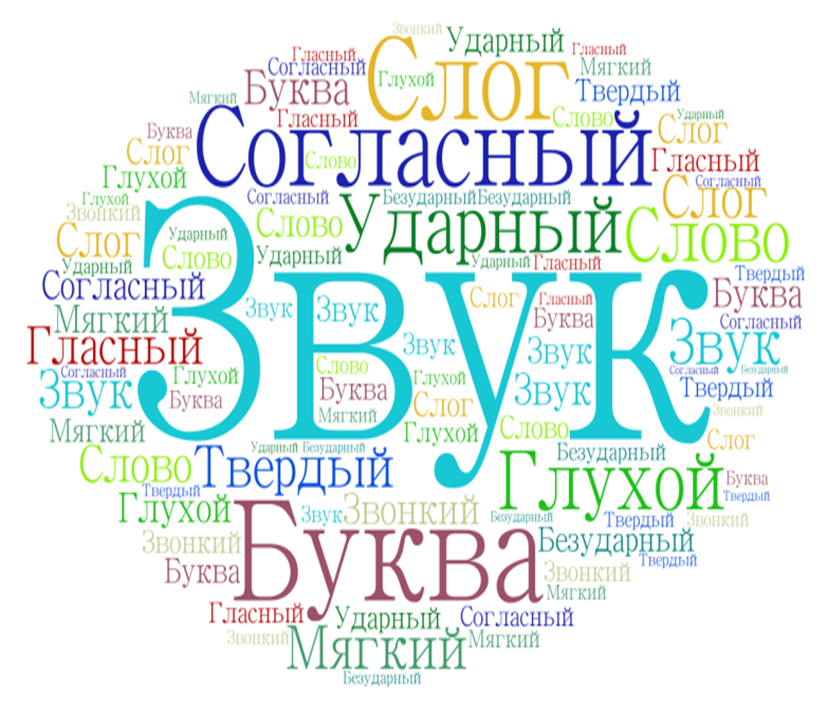 Звонкий
Ударный
Гласный
Гласный
Слог
Согласный
Мягкий
Глухой
Буква
Твердый
Мягкий
Гласный
Слово
Ударный
Буква
Согласный
Слог
Слог
Слово
Гласный
Глухой
Согласный
Глухой
Согласный
Безударный
Безударный
Слог
Звонкий
Слово
Ударный
Слово
Ударный
Слог
Слово
Ударный
Ударный
Ударный
Гласный
Твердый
Звук
Согласный
Слог
Гласный
Буква
Звук
Звук
Мягкий
Буква
Согласный
Гласный
Звук
Звук
Звук
Слово
Согласный
Глухой
Глухой
Согласный
Безударный
Звук
Буква
Буква
Звук
Твердый
Слог
Мягкий
Звонкий
Мягкий
Глухой
Слово
Слог
Ударный
Безударный
Безударный
Слово
Твердый
Глухой
Буква
Твердый
Твердый
Глухой
Звук
Звонкий
Безударный
Твердый
Звонкий
Звонкий
Буква
Безударный
Твердый
Буква
Звонкий
Мягкий
Гласный
Ударный
Согласный
Звонкий
Мягкий
Мягкий
Безударный